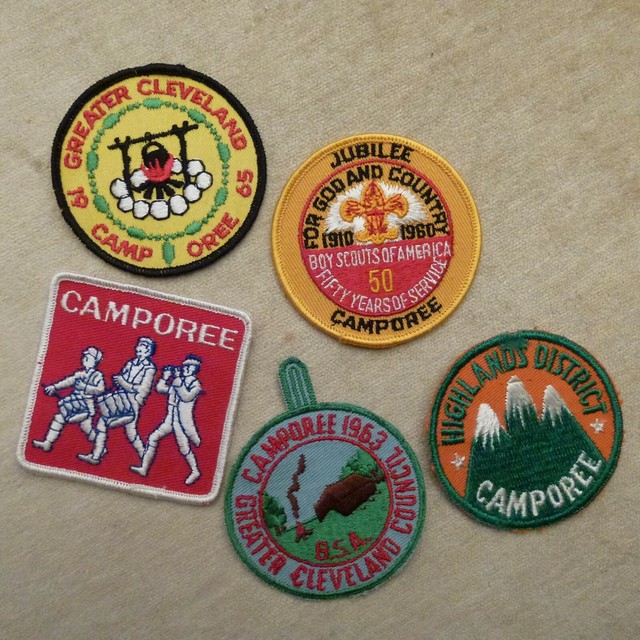 GREATER CLEVELAND
19 65
CAMP OREE
JUBILEE
FOR GOD AND COUNTRY
1910 1960
BOY SCOUTS OF AMERICA
50
FIFTY YEARS OF SERVICE
CAMPOREE
CAMPOREE
CAMPOREE 1963
GREATER CLEVELAND COUNCIL
B.S.A.
HIGHLANDS DISTRICT
CAMPOREE